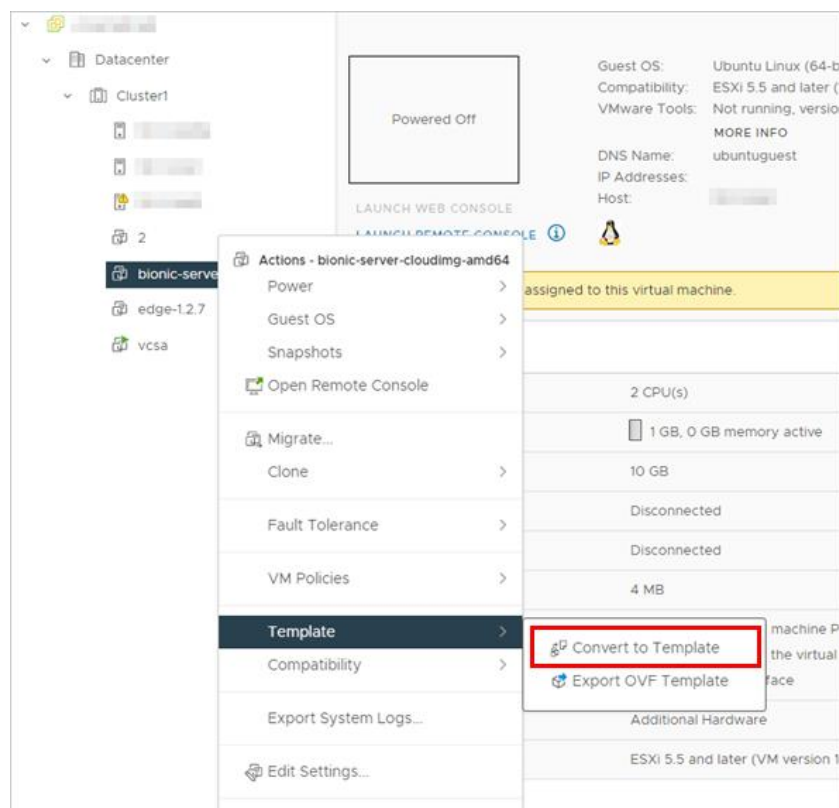 Datacenter
Cluster1
2
bionic-serve
edge-1.2.7
vcsa
Powered Off
LAUNCH WEB CONSOLE
LAUNCH REMOTE CONSOLE
Guest OS: Ubuntu Linux (64-b
Compatibility: ESXi 5.5 and later (
VMware Tools: Not running, versio
MORE INFO
DNS Name: ubuntuguest
IP Addresses:
Host:
assigned to this virtual machine.
Actions - bionic-server-cloudimg-amd64
Power
Guest OS
Snapshots
Open Remote Console
Migrate...
Clone
Fault Tolerance
VM Policies
Template
Compatibility
Export System Logs...
Edit Settings...
Convert to Template
Export OVF Template
2 CPU(s)
1 GB, 0 GB memory active
10 GB
Disconnected
Disconnected
4 MB
machine P
the virtual
face
Additional Hardware
ESXi 5.5 and later (VM version 1